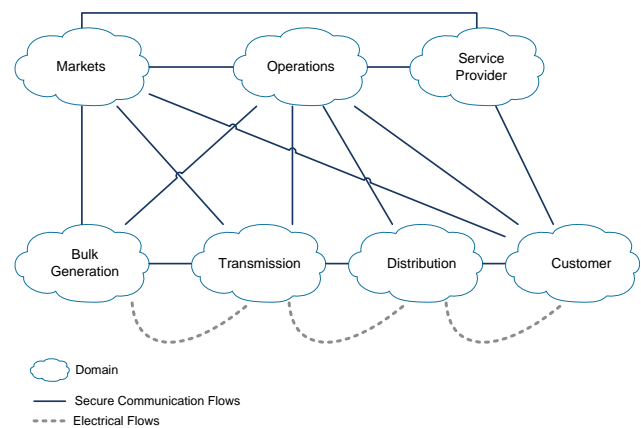 Markets
Operations
Service
Provider
Bulk
Generation
Transmission
Distribution
Customer
Domain
Secure Communication Flows
Electrical Flows